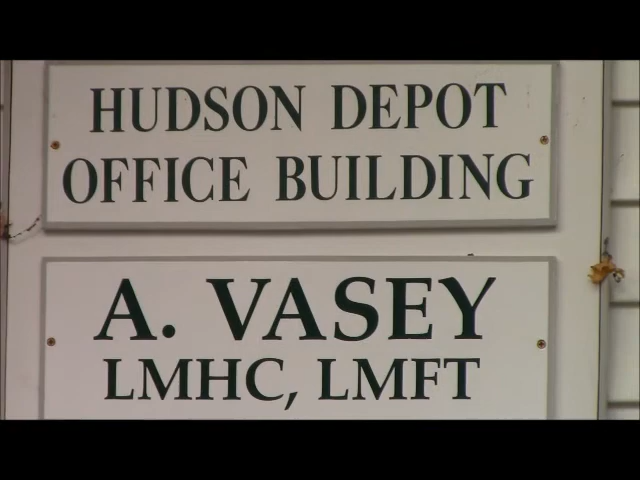 HUDSON DEPOT
OFFICE BUILDING
A. VASEY
LMHC, LMFT